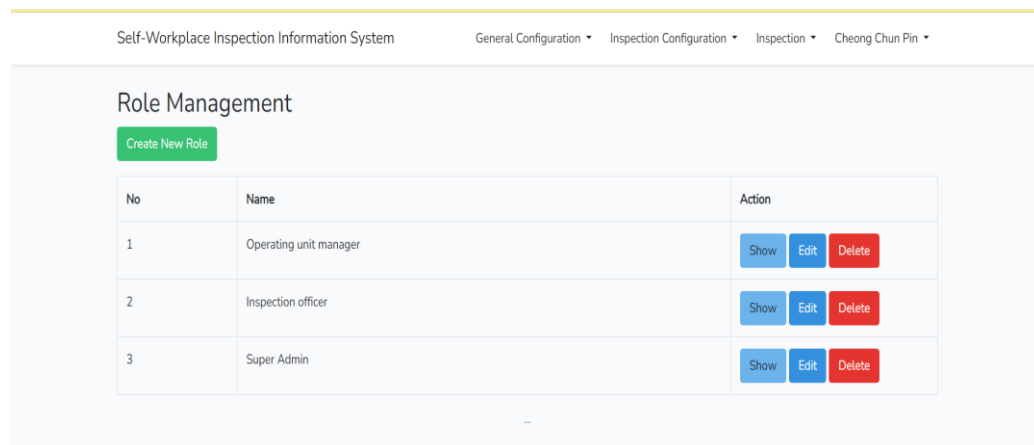 Self-Workplace Inspection Information System General Configuration Inspection Configuration Inspection Cheong Chun Pin
Role Management
Create New Role
No Name Action
1 Operating unit manager Show Edit Delete
2 Inspection officer Show Edit Delete
3 Super Admin Show Edit Delete